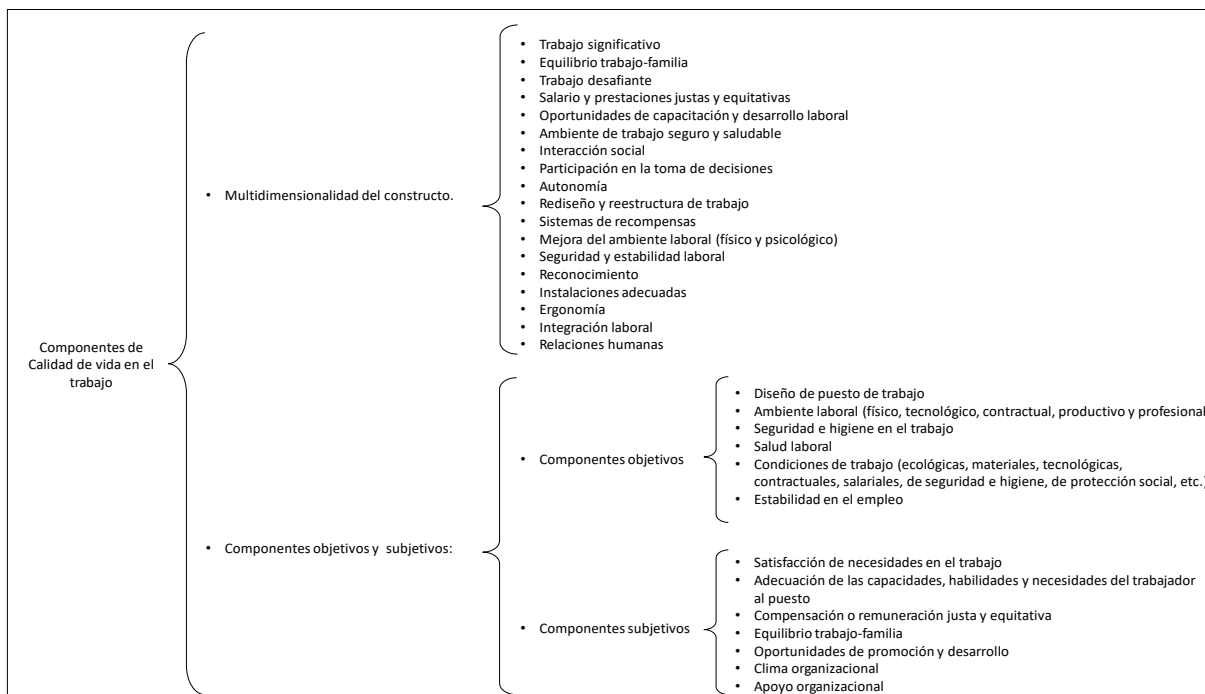 Componentes de
Calidad de vida en el
trabajo
• Multidimensionalidad del constructo.
• Trabajo significativo
• Equilibrio trabajo-familia
• Trabajo desafiante
• Salario y prestaciones justas y equitativas
• Oportunidades de capacitación y desarrollo laboral
• Ambiente de trabajo seguro y saludable
• Interacción social
• Participación en la toma de decisiones
• Autonomía
• Rediseño y reestructura de trabajo
• Sistemas de recompensas
• Mejora del ambiente laboral (físico y psicológico)
• Seguridad y estabilidad laboral
• Reconocimiento
• Instalaciones adecuadas
• Ergonomía
• Integración laboral
• Relaciones humanas
• Componentes objetivos y subjetivos:
• Componentes objetivos
• Diseño de puesto de trabajo
• Ambiente laboral (físico, tecnológico, contractual, productivo y profesional
• Seguridad e higiene en el trabajo
• Salud laboral
• Condiciones de trabajo (ecológicas, materiales, tecnológicas,
contractuales, salariales, de seguridad e higiene, de protección social, etc.)
• Estabilidad en el empleo
• Componentes subjetivos
• Satisfacción de necesidades en el trabajo
• Adecuación de las capacidades, habilidades y necesidades del trabajador
al puesto
• Compensación o remuneración justa y equitativa
• Equilibrio trabajo-familia
• Oportunidades de promoción y desarrollo
• Clima organizacional
• Apoyo organizacional